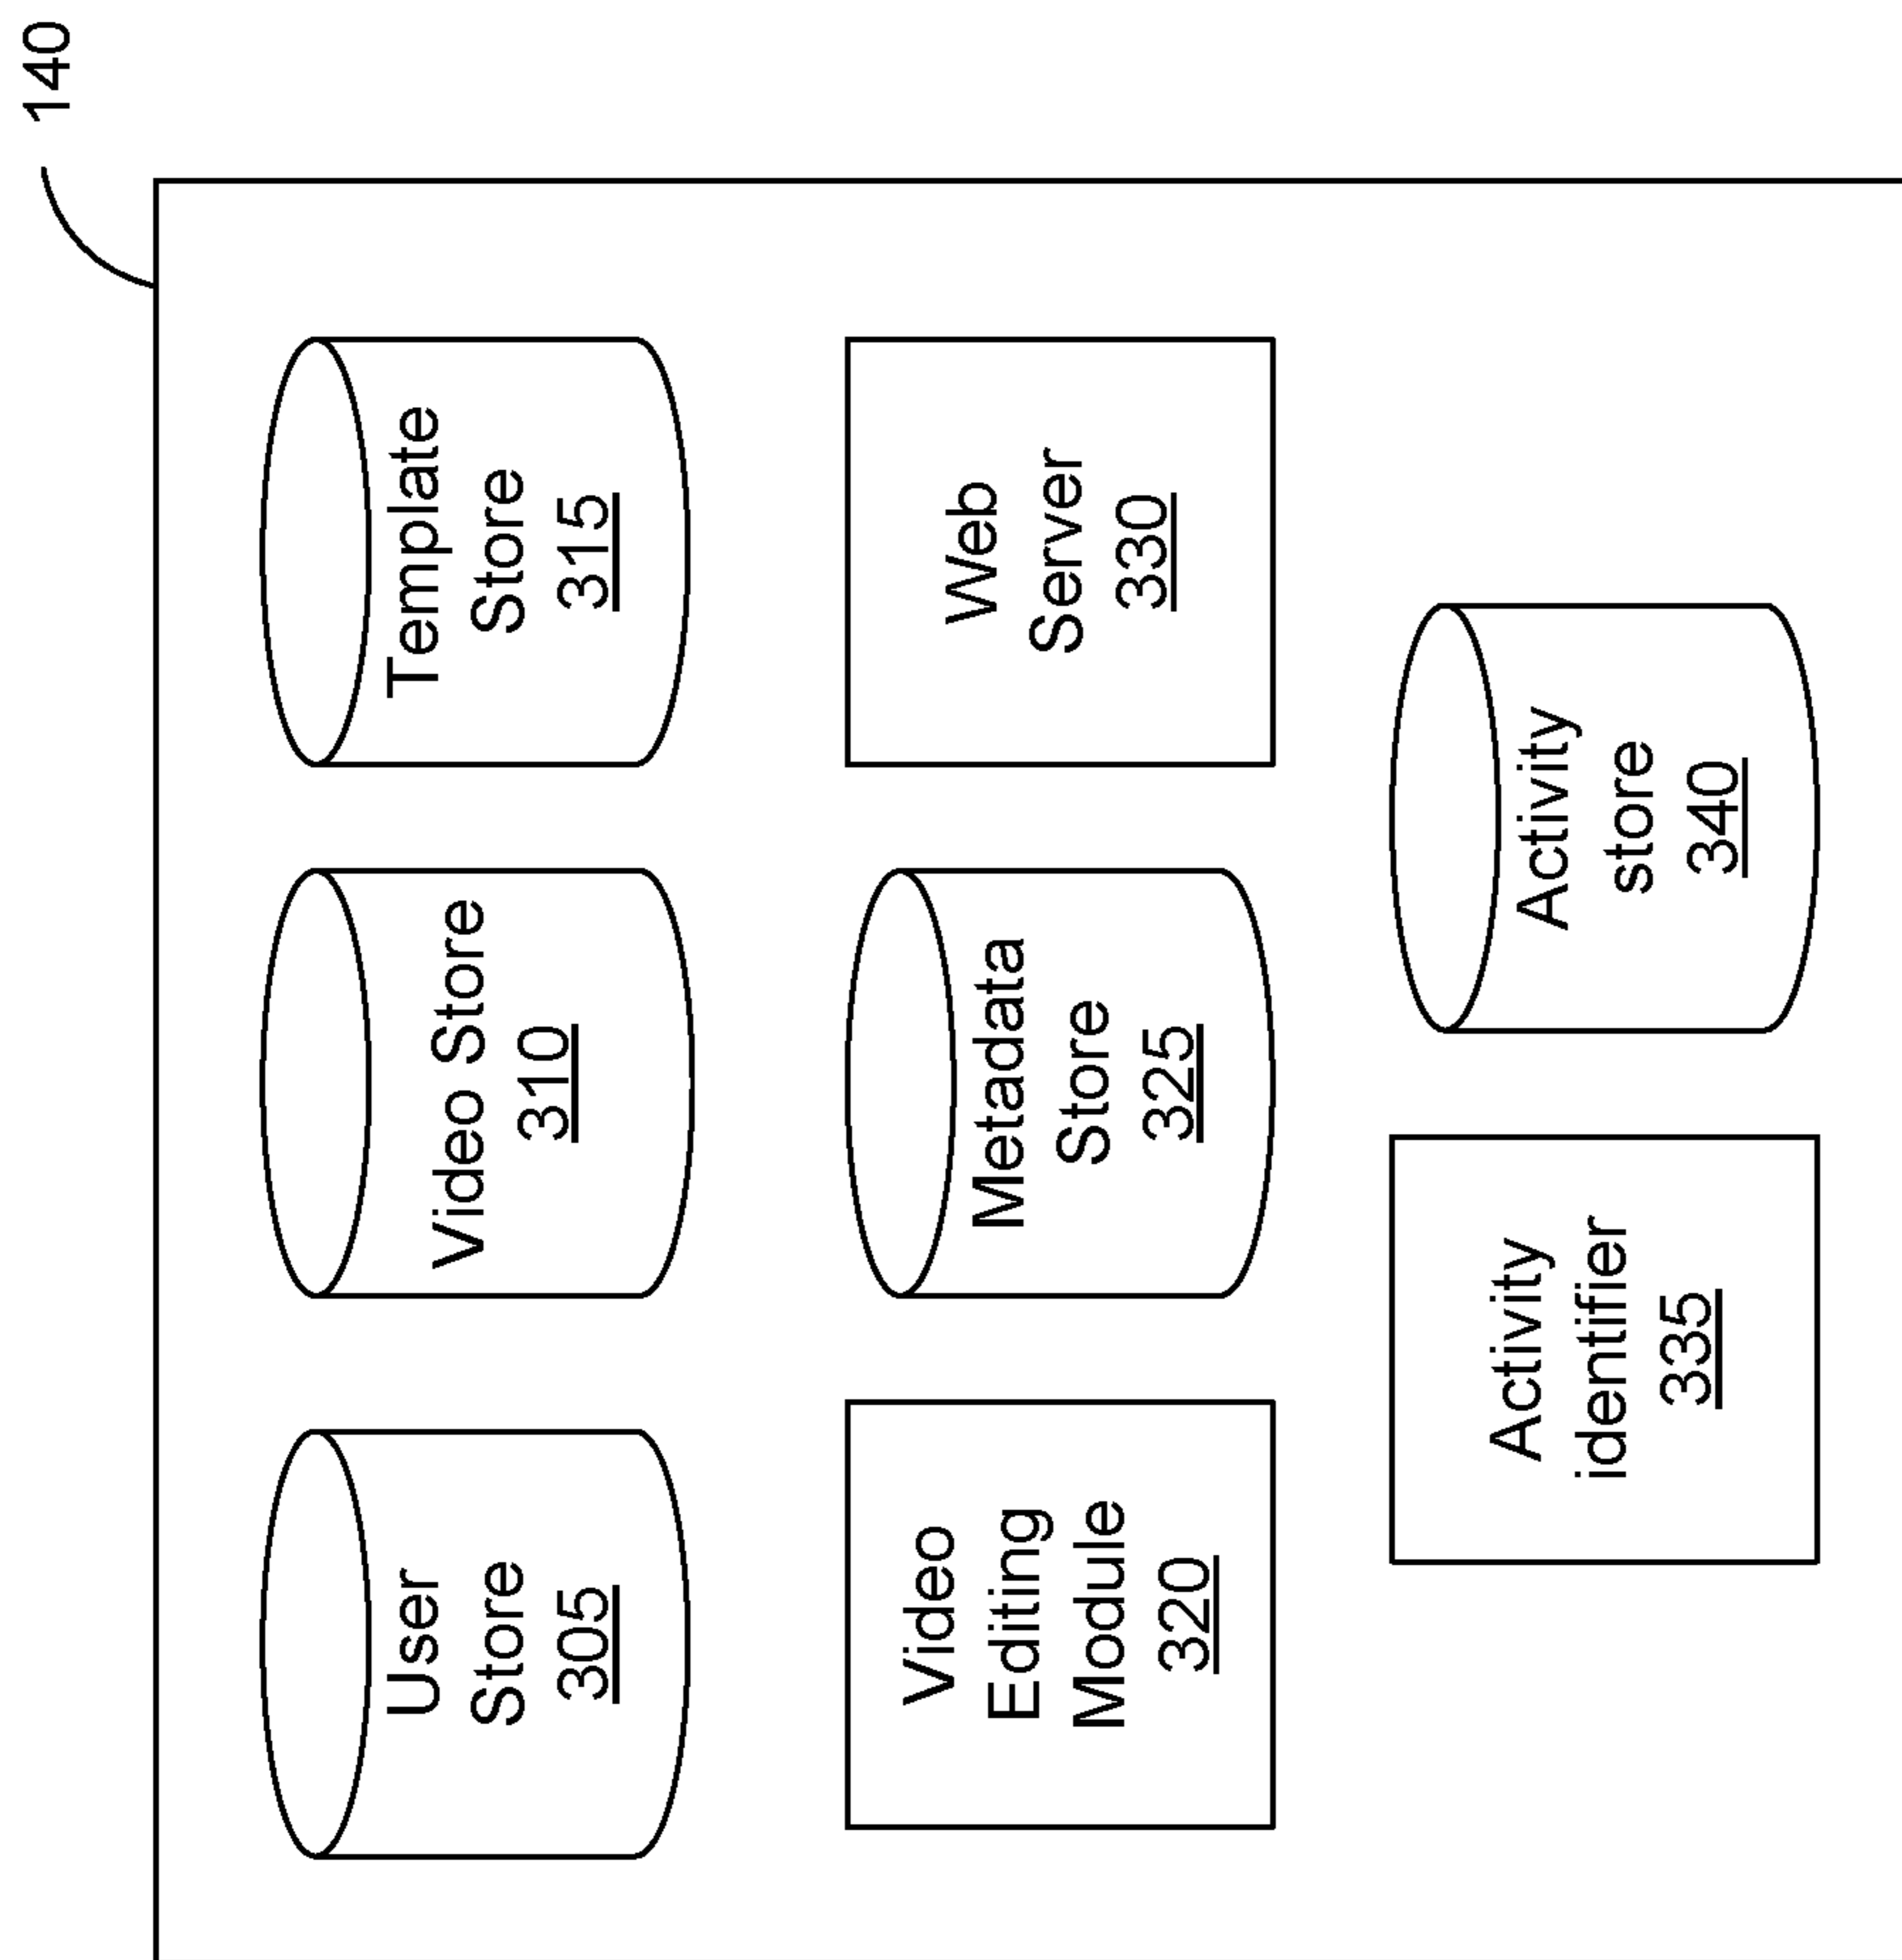 140
User
Store
305
Video Store
310
Template
Store
315
Video
Editing
Module
320
Metadata
Store
325
Web
Server
330
Activity
identifier
335
Activity
store
340